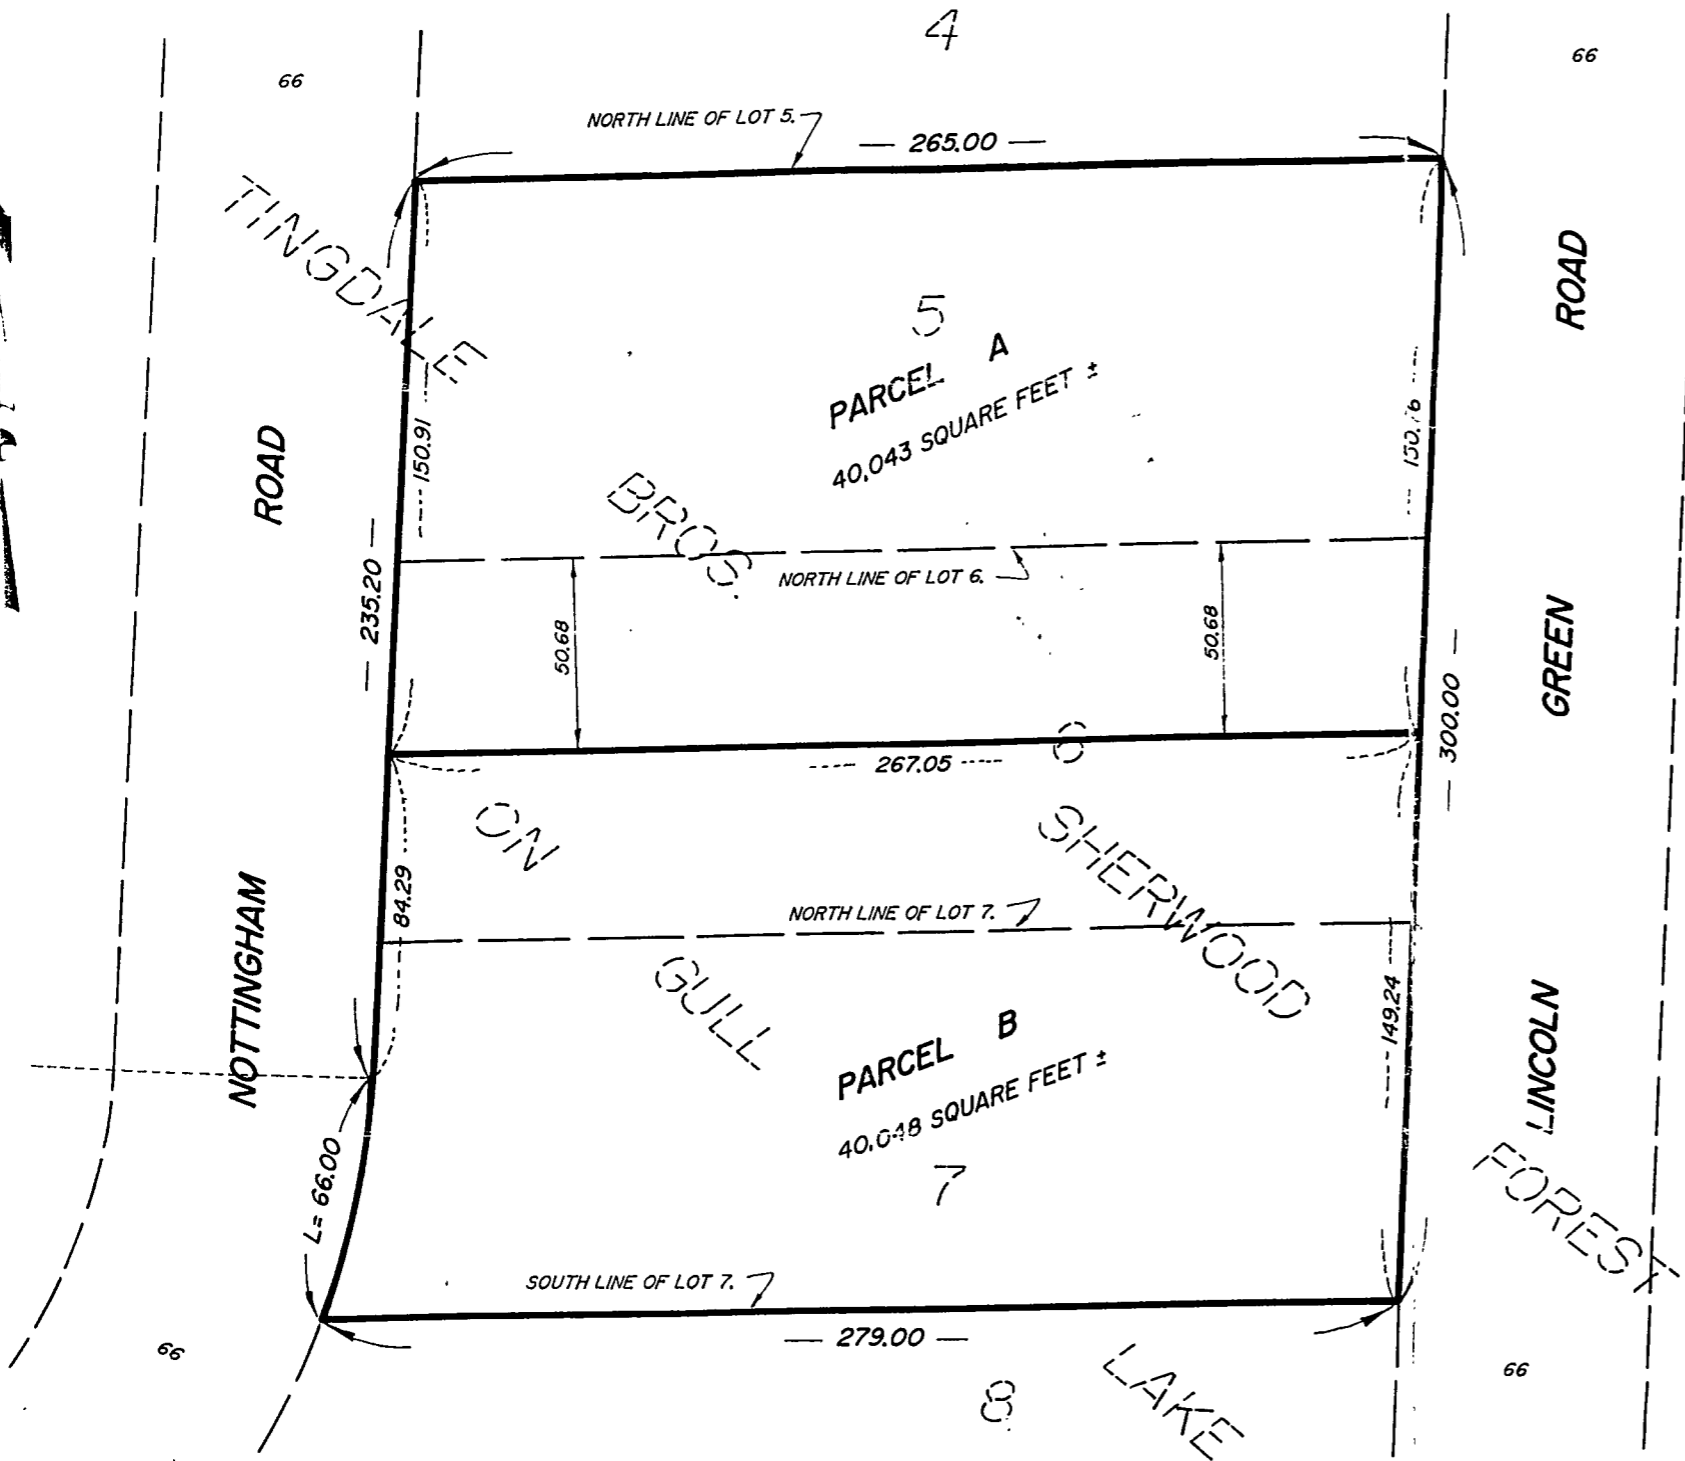 4
66
66
NORTH LINE OF LOT 5.
— 265.00 —
TINGDALE
BROS.
ON
GULL
LAKE
SHERWOOD
FOREST
5
PARCEL A
40,043 SQUARE FEET ±
150.91
NORTH LINE OF LOT 6.
— 235.20 —
50.68
50.68
6
267.05
— 300.00 —
84.29
NORTH LINE OF LOT 7.
149.24
PARCEL B
40,048 SQUARE FEET ±
7
L= 66.00
SOUTH LINE OF LOT 7.
— 279.00 —
8
66
66
NOTTINGHAM ROAD
LINCOLN GREEN ROAD